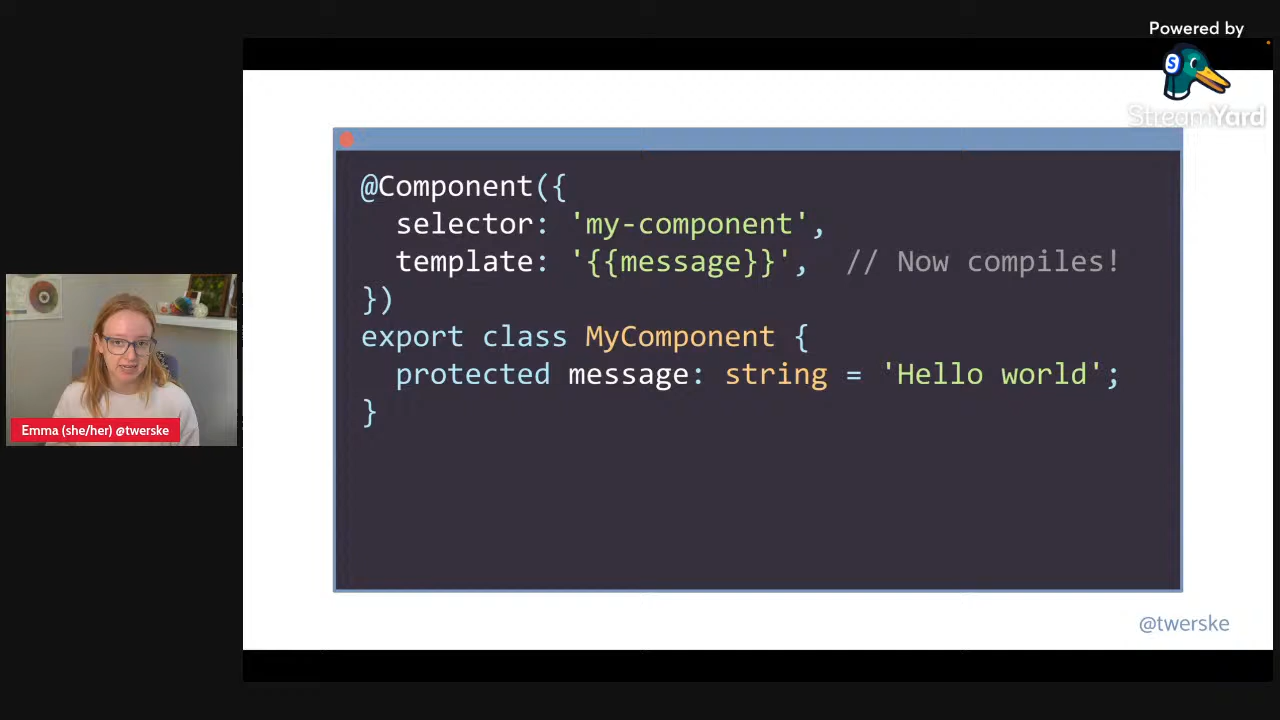 Powered by
StreamYard
@Component({
  selector: 'my-component',
  template: '{{message}}',  // Now compiles!
})
export class MyComponent {
  protected message: string = 'Hello world';
}
Emma (she/her) @twerske
@twerske